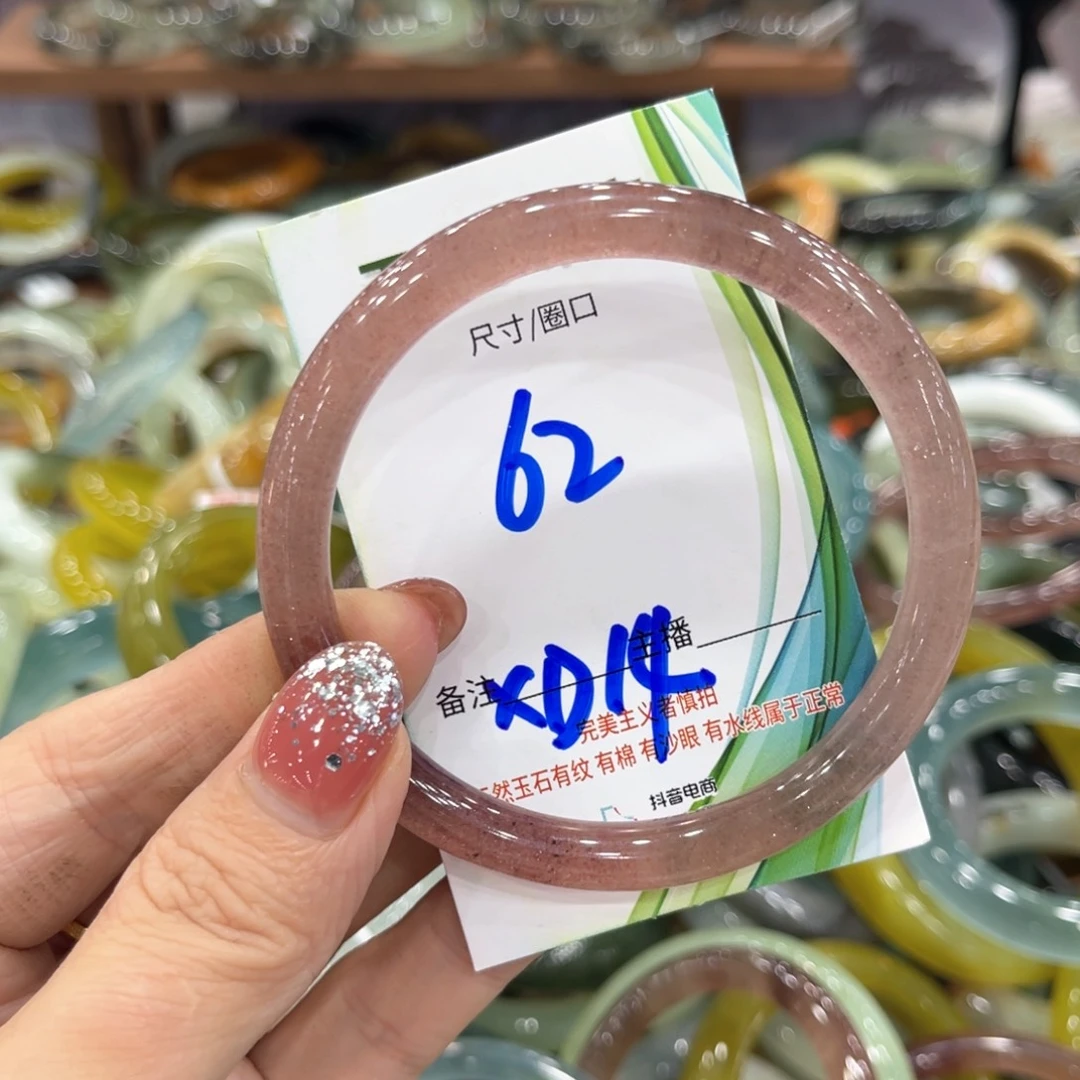 尺寸/圈口
62
主播
备注 XD14
完美主义者慎拍
然玉石有纹 有棉 有沙眼 有水线属于正常
抖音电商